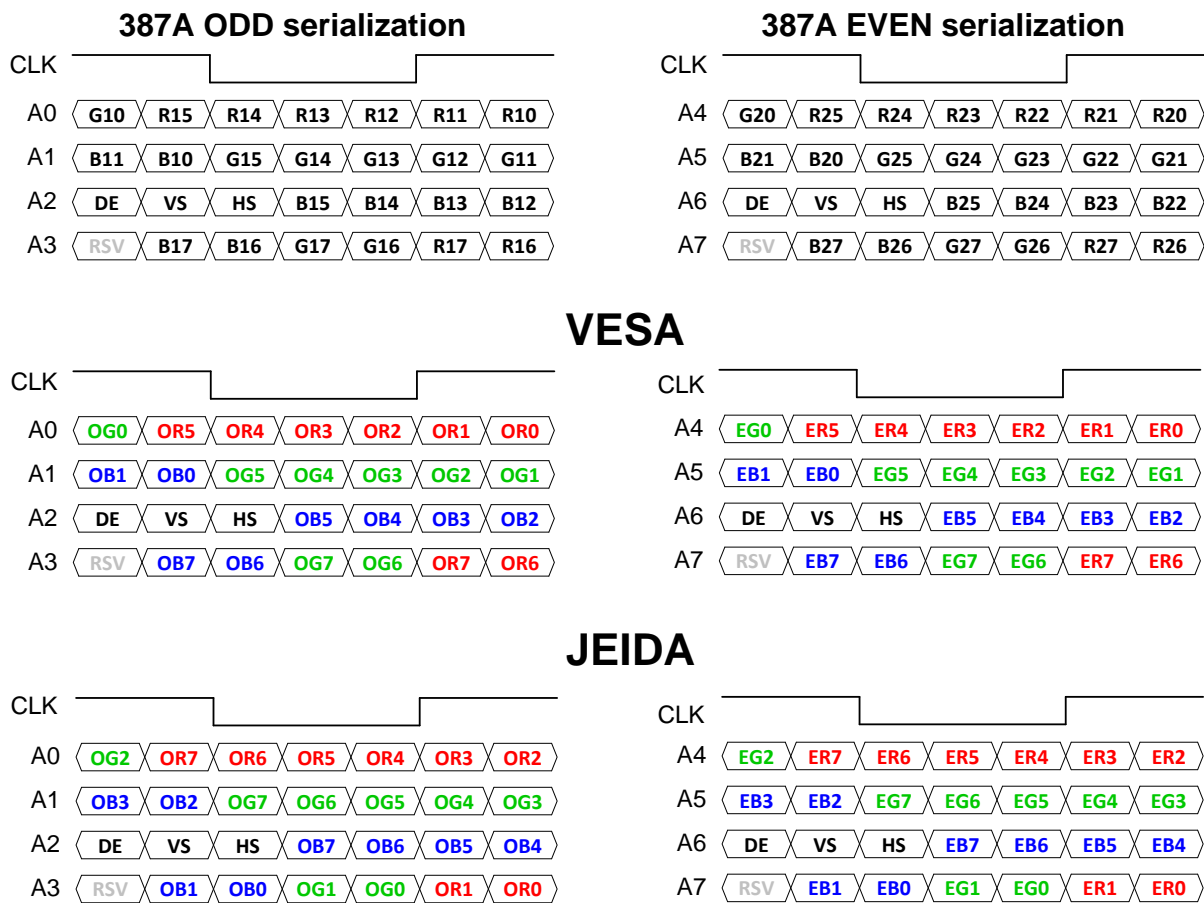 387A ODD serialization 387A EVEN serialization
CLK CLK
A0 G10 R15 R14 R13 R12 R11 R10 A4 G20 R25 R24 R23 R22 R21 R20
A1 B11 B10 G15 G14 G13 G12 G11 A5 B21 B20 G25 G24 G23 G22 G21
A2 DE VS HS B15 B14 B13 B12 A6 DE VS HS B25 B24 B23 B22
A3 RSV B17 B16 G17 G16 R17 R16 A7 RSV B27 B26 G27 G26 R27 R26
VESA
CLK CLK
A0 OG0 OR5 OR4 OR3 OR2 OR1 OR0 A4 EG0 ER5 ER4 ER3 ER2 ER1 ER0
A1 OB1 OB0 OG5 OG4 OG3 OG2 OG1 A5 EB1 EB0 EG5 EG4 EG3 EG2 EG1
A2 DE VS HS OB5 OB4 OB3 OB2 A6 DE VS HS EB5 EB4 EB3 EB2
A3 RSV OB7 OB6 OG7 OG6 OR7 OR6 A7 RSV EB7 EB6 EG7 EG6 ER7 ER6
JEIDA
CLK CLK
A0 OG2 OR7 OR6 OR5 OR4 OR3 OR2 A4 EG2 ER7 ER6 ER5 ER4 ER3 ER2
A1 OB3 OB2 OG7 OG6 OG5 OG4 OG3 A5 EB3 EB2 EG7 EG6 EG5 EG4 EG3
A2 DE VS HS OB7 OB6 OB5 OB4 A6 DE VS HS EB7 EB6 EB5 EB4
A3 RSV OB1 OB0 OG1 OG0 OR1 OR0 A7 RSV EB1 EB0 EG1 EG0 ER1 ER0